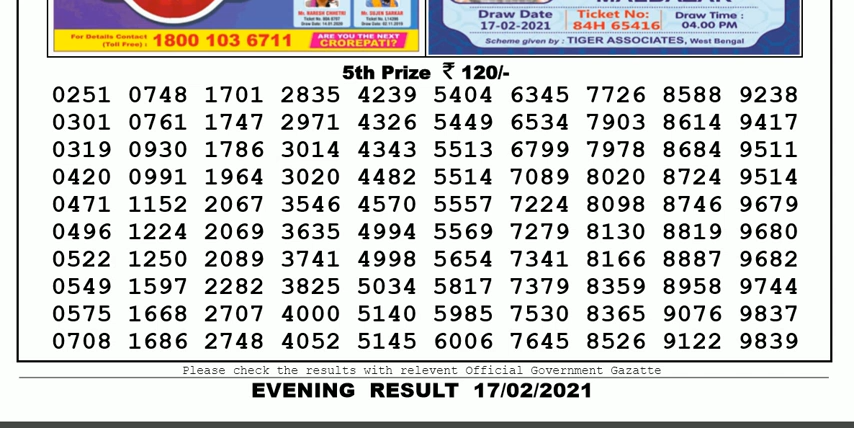 Mr. NARESH CHHETRI
Mr. SUJEN SARKAR
Draw Date
17-02-2021
Ticket No:
84H 65416
Draw Time :
04.00 PM
For Details Contact
(Toll Free) :
1800 103 6711
ARE YOU THE NEXT
CROREPATI?
Scheme given by : TIGER ASSOCIATES, West Bengal
5th Prize ₹ 120/-
0251 0748 1701 2835 4239 5404 6345 7726 8588 9238
0301 0761 1747 2971 4326 5449 6534 7903 8614 9417
0319 0930 1786 3014 4343 5513 6799 7978 8684 9511
0420 0991 1964 3020 4482 5514 7089 8020 8724 9514
0471 1152 2067 3546 4570 5557 7224 8098 8746 9679
0496 1224 2069 3635 4994 5569 7279 8130 8819 9680
0522 1250 2089 3741 4998 5654 7341 8166 8887 9682
0549 1597 2282 3825 5034 5817 7379 8359 8958 9744
0575 1668 2707 4000 5140 5985 7530 8365 9076 9837
0708 1686 2748 4052 5145 6006 7645 8526 9122 9839
Please check the results with relevent Official Government Gazatte
EVENING RESULT 17/02/2021